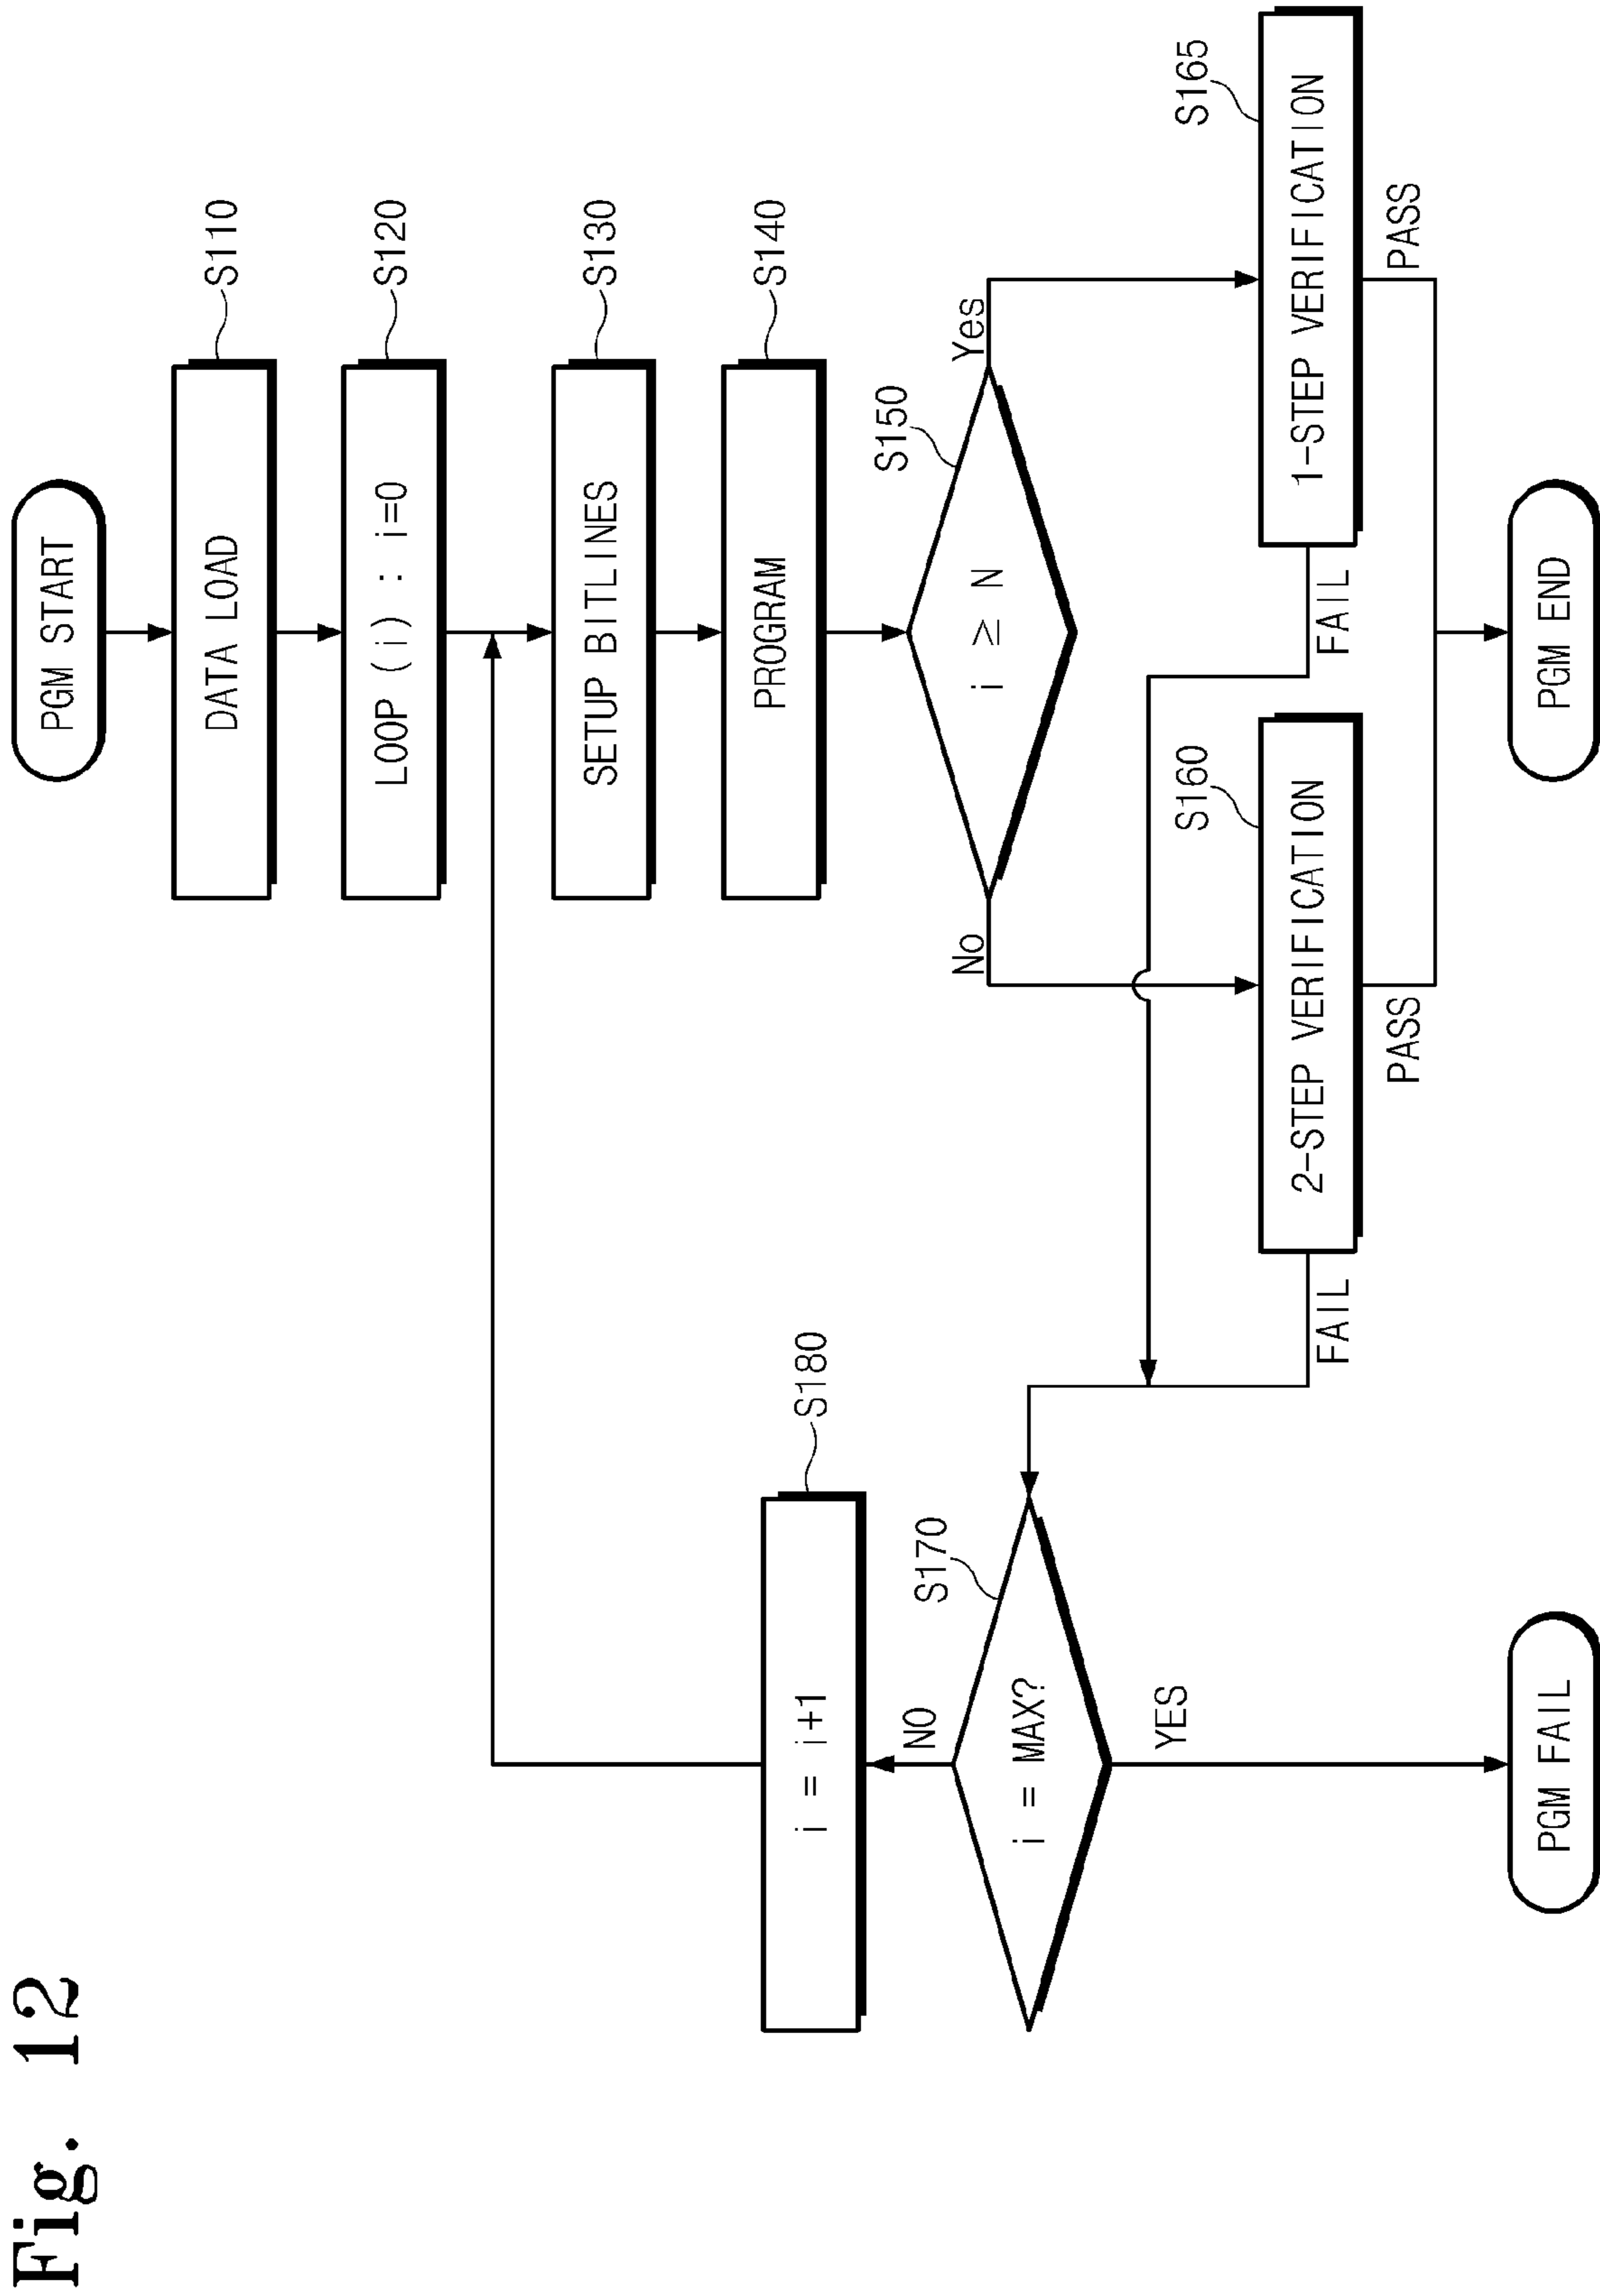 Fig. 12
PGM START
DATA LOAD
S110
LOOP (i) : i=0
S120
SETUP BITLINES
S130
PROGRAM
S140
i ≥ N
S150
No
Yes
2-STEP VERIFICATION
S160
1-STEP VERIFICATION
S165
FAIL
FAIL
PASS
PASS
i = MAX?
S170
NO
YES
i = i+1
S180
PGM FAIL
PGM END